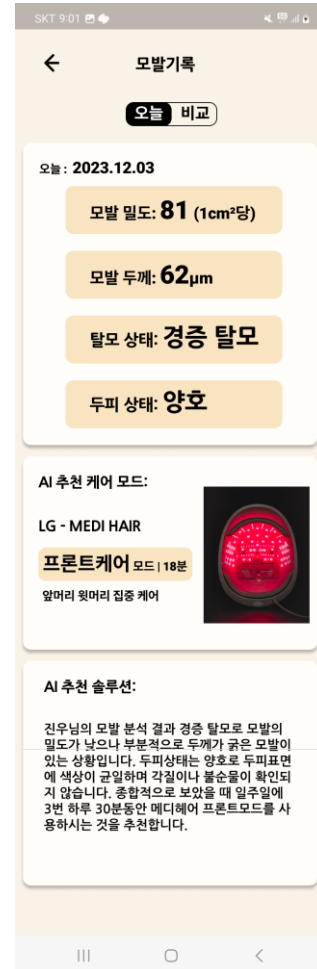 SKT 9:01
모발기록
오늘 비교
오늘 : 2023.12.03
모발 밀도: 81 (1cm²당)
모발 두께: 62μm
탈모 상태: 경증 탈모
두피 상태: 양호
AI 추천 케어 모드:
LG - MEDI HAIR
프론트케어 모드 | 18분
앞머리 윗머리 집중 케어
AI 추천 솔루션:
진우님의 모발 분석 결과 경증 탈모로 모발의
밀도가 낮으나 부분적으로 두께가 굵은 모발이
있는 상황입니다. 두피상태는 양호로 두피표면
에 색상이 균일하며 각질이나 불순물이 확인되
지 않습니다. 종합적으로 보았을 때 일주일에
3번 하루 30분동안 메디헤어 프론트모드를 사
용하시는 것을 추천합니다.